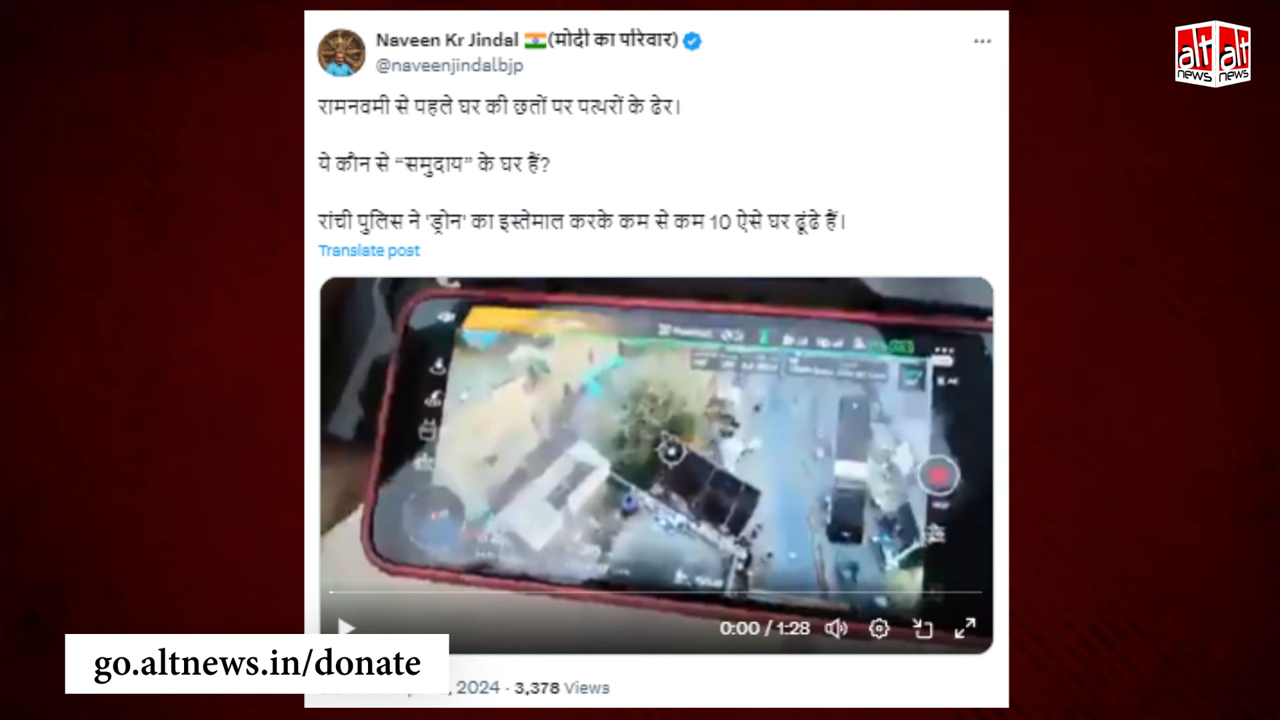 Naveen Kr Jindal 🇮🇳(मोदी का परिवार)
@naveenjindalbjp
रामनवमी से पहले घर की छतों पर पत्थरों के ढेर।
ये कौन से “समुदाय” के घर हैं?
रांची पुलिस ने 'ड्रोन' का इस्तेमाल करके कम से कम 10 ऐसे घर ढूंढे हैं।
Translate post
0:00 / 1:28
2024 · 3,378 Views
go.altnews.in/donate
alt alt
news news